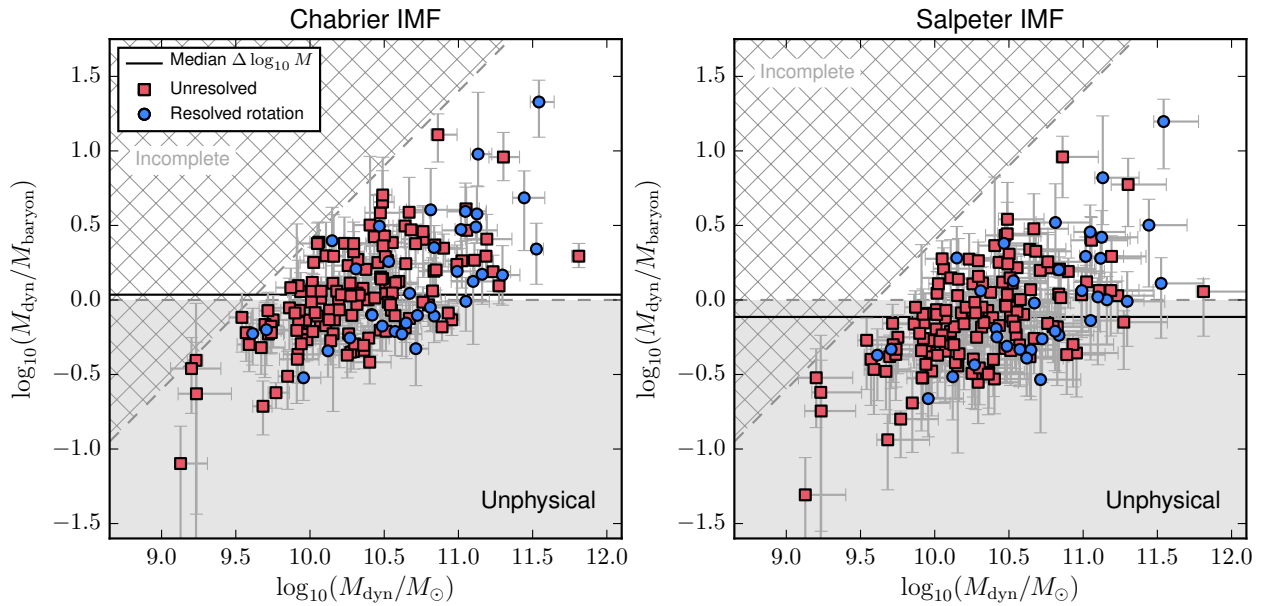 Chabrier IMF
Median Δ log₁₀ M
Unresolved
Resolved rotation
Incomplete
Unphysical
1.5
1.0
0.5
0.0
−0.5
−1.0
−1.5
log₁₀(M_dyn/M_baryon)
9.0 9.5 10.0 10.5 11.0 11.5 12.0
log₁₀(M_dyn/M_⊙)
Salpeter IMF
Incomplete
Unphysical
1.5
1.0
0.5
0.0
−0.5
−1.0
−1.5
log₁₀(M_dyn/M_baryon)
9.0 9.5 10.0 10.5 11.0 11.5 12.0
log₁₀(M_dyn/M_⊙)